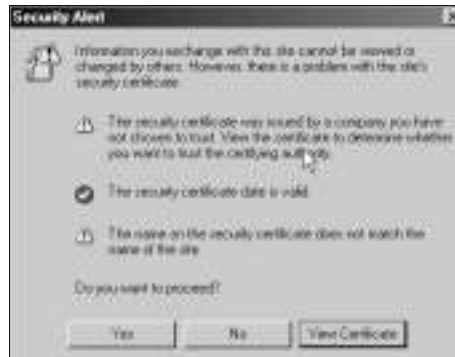 Security Alert
Information you exchange with this site cannot be viewed or
changed by others. However, there is a problem with the site's
security certificate.
The security certificate was issued by a company you have
not chosen to trust. View the certificate to determine whether
you want to trust the certifying authority.
The security certificate date is valid.
The name on the security certificate does not match the
name of the site
Do you want to proceed?
Yes
No
View Certificate